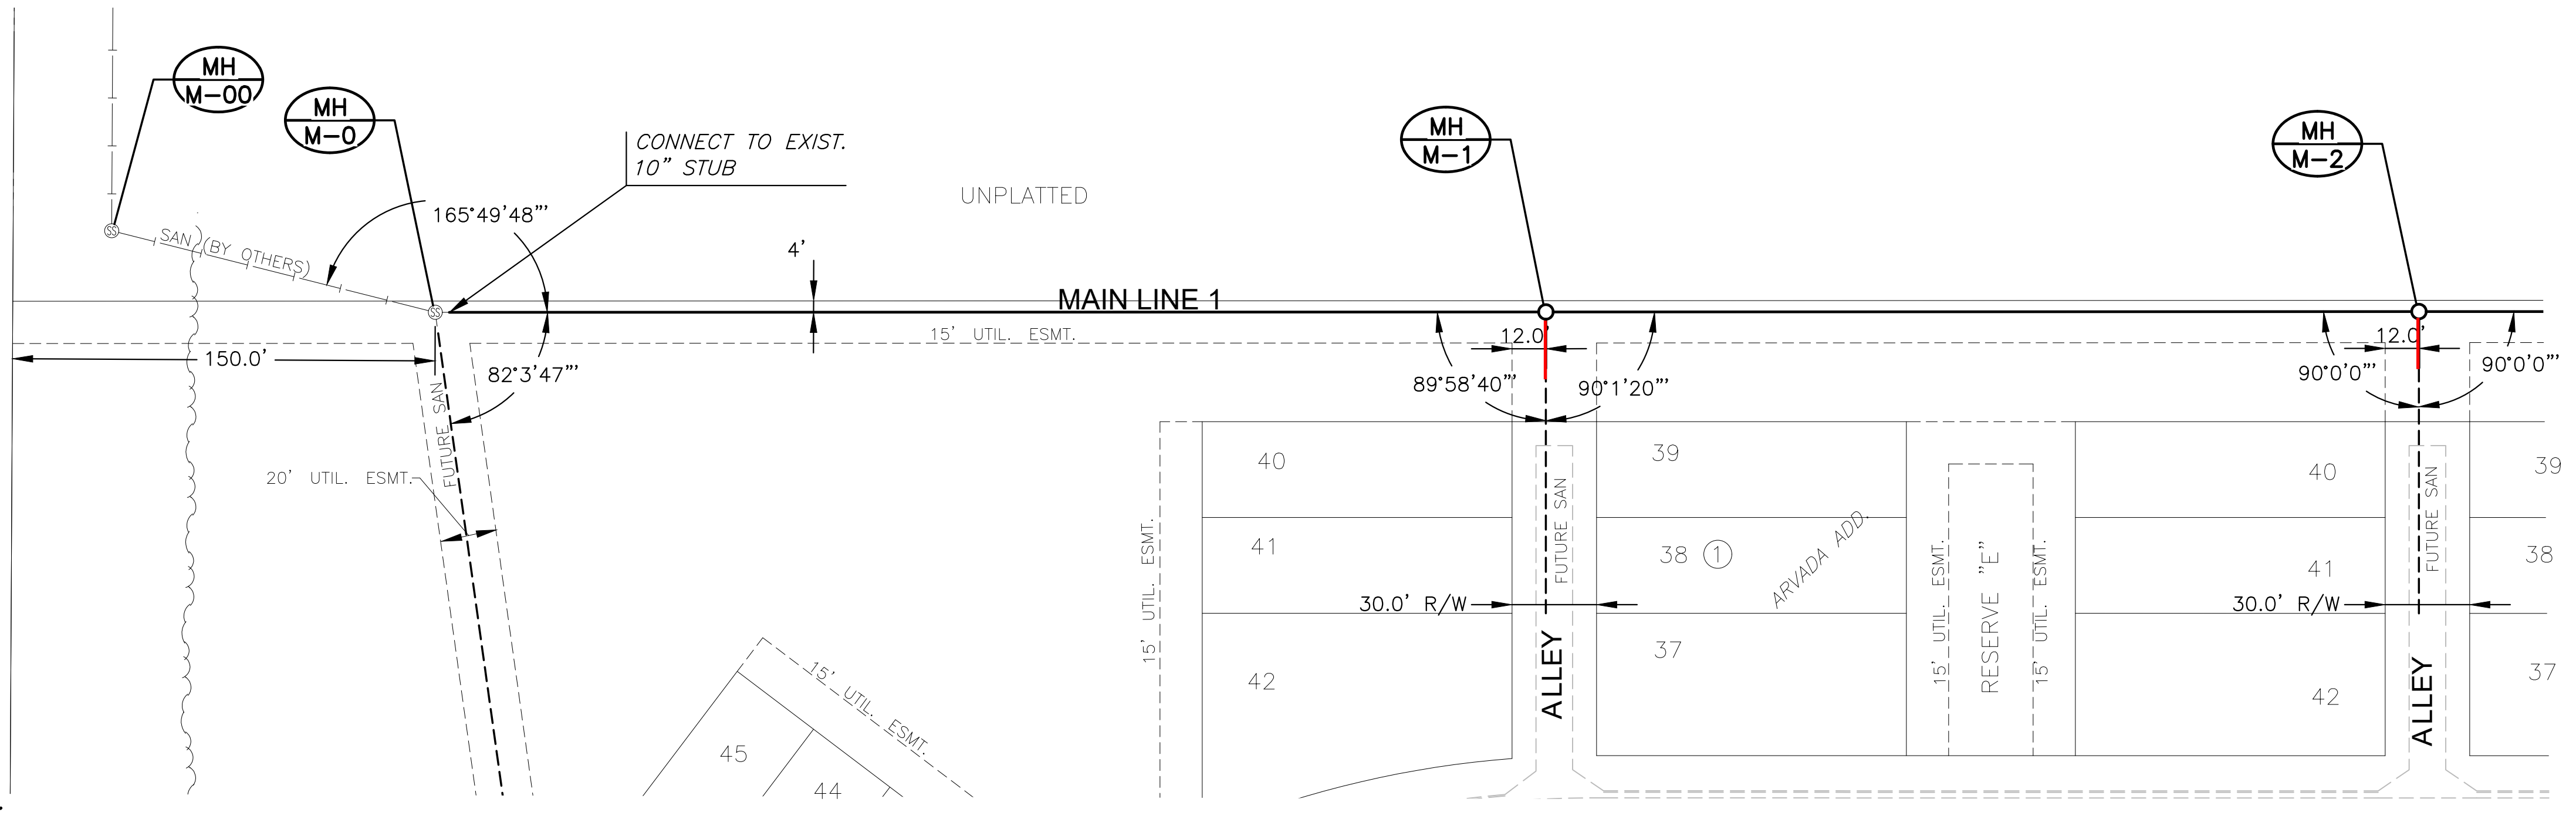 MH
M-00
MH
M-0
CONNECT TO EXIST.
10" STUB
MH
M-1
MH
M-2
UNPLATTED
165°49'48"'
SAN (BY OTHERS)
4'
MAIN LINE 1
15' UTIL. ESMT.
12.0'
12.0'
150.0'
82°3'47"'
89°58'40"'
90°1'20"'
90°0'0"'
90°0'0"'
FUTURE SAN
20' UTIL. ESMT.
40
39
40
39
41
38
1
41
38
42
37
42
37
15' UTIL. ESMT.
FUTURE SAN
ARVADA ADD.
15' UTIL. ESMT.
RESERVE "E"
15' UTIL. ESMT.
FUTURE SAN
30.0' R/W
30.0' R/W
ALLEY
ALLEY
15' UTIL. ESMT.
45
44
SS
SS